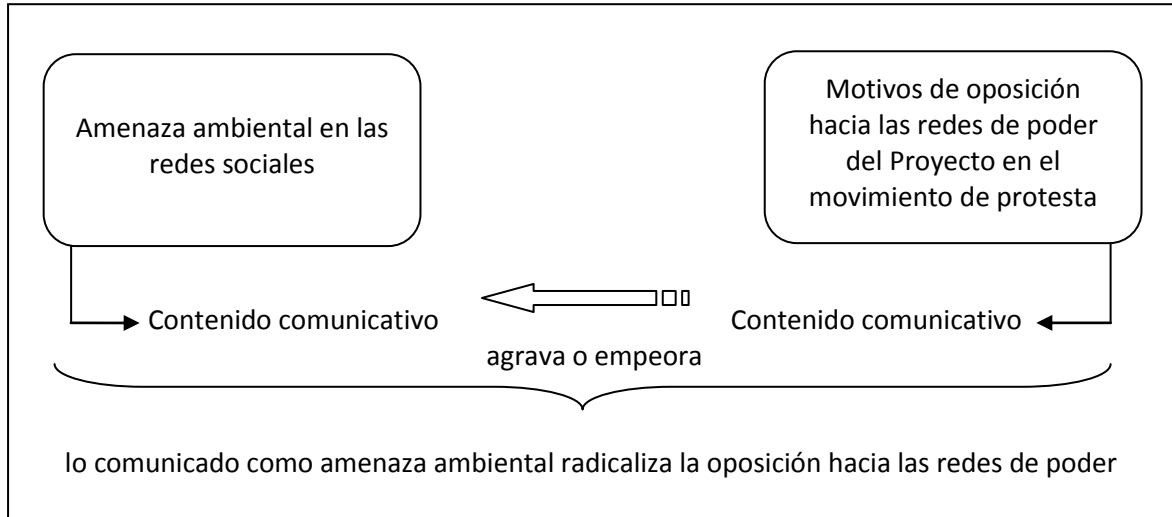 Amenaza ambiental en las
redes sociales
Motivos de oposición
hacia las redes de poder
del Proyecto en el
movimiento de protesta
Contenido comunicativo
Contenido comunicativo
agrava o empeora
lo comunicado como amenaza ambiental radicaliza la oposición hacia las redes de poder